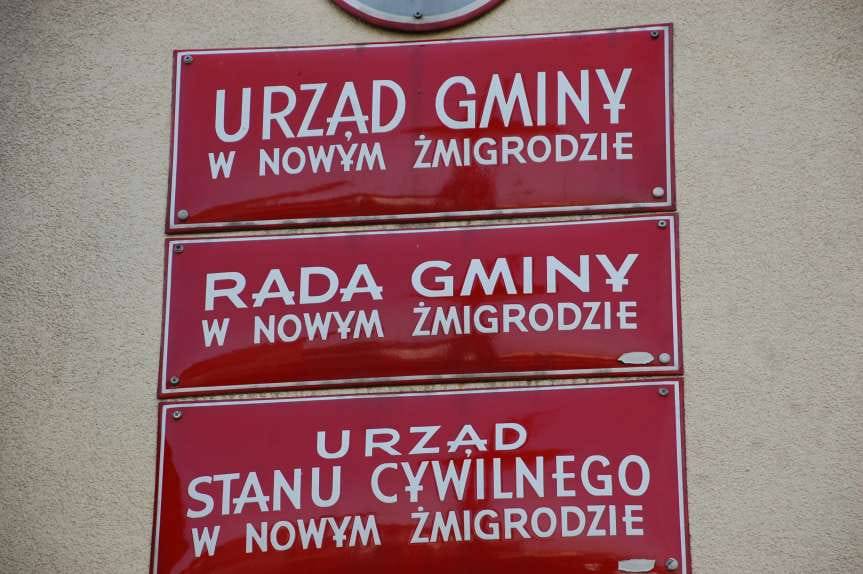 URZĄD GMINY
W NOWYM ŻMIGRODZIE
RADA GMINY
W NOWYM ŻMIGRODZIE
URZĄD
STANU CYWILNEGO
W NOWYM ŻMIGRODZIE